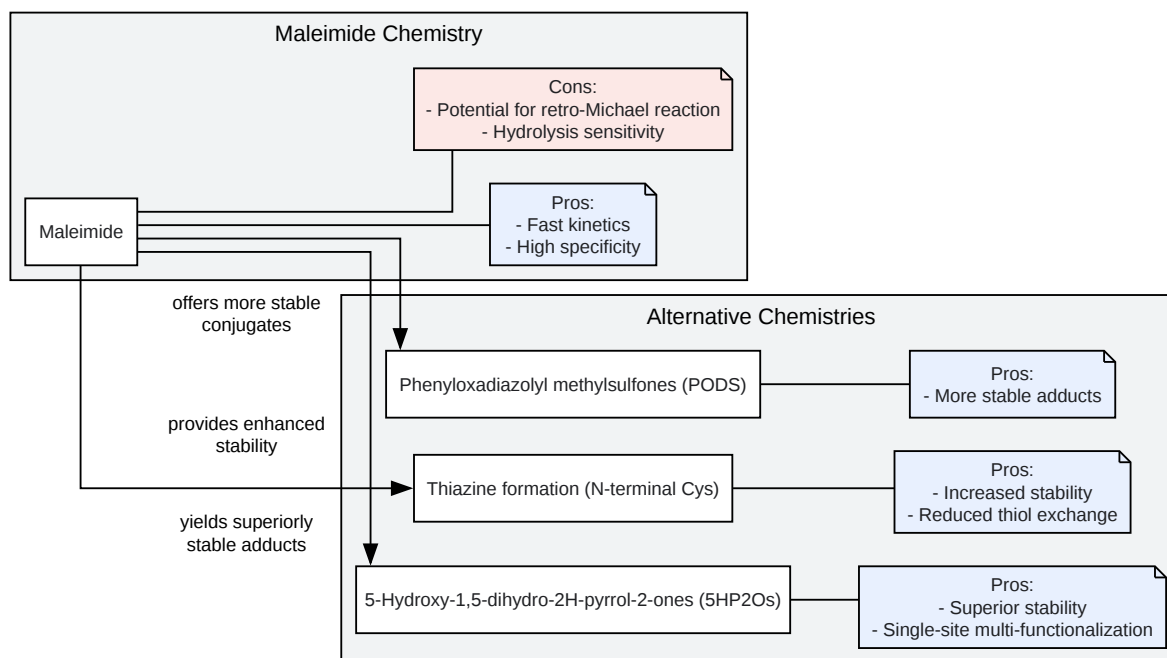 Maleimide Chemistry
Cons:
- Potential for retro-Michael reaction
- Hydrolysis sensitivity
Pros:
- Fast kinetics
- High specificity
Maleimide
offers more stable
conjugates
Alternative Chemistries
Phenyloxadiazolyl methylsulfones (PODS)
Pros:
- More stable adducts
provides enhanced
stability
Thiazine formation (N-terminal Cys)
Pros:
- Increased stability
- Reduced thiol exchange
yields superiorly
stable adducts
5-Hydroxy-1,5-dihydro-2H-pyrrol-2-ones (5HP2Os)
Pros:
- Superior stability
- Single-site multi-functionalization